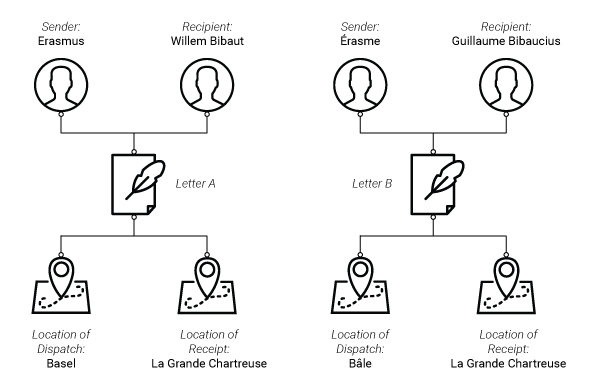 Sender:
Erasmus
Recipient:
Willem Bibaut
Sender:
Érasme
Recipient:
Guillaume Bibaucius
Letter A
Letter B
Location of
Dispatch:
Basel
Location of
Receipt:
La Grande Chartreuse
Location of
Dispatch:
Bâle
Location of
Receipt:
La Grande Chartreuse